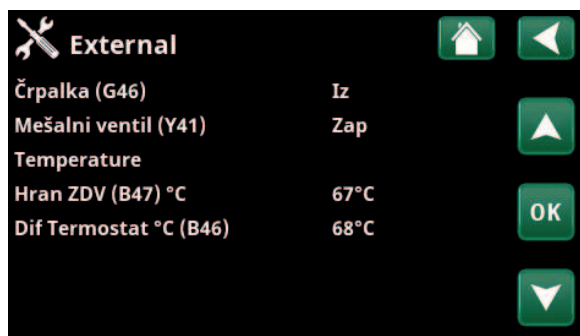 External
Črpalka (G46) Iz
Mešalni ventil (Y41) Zap
Temperature
Hran ZDV (B47) °C 67°C
Dif Termostat °C (B46) 68°C
OK